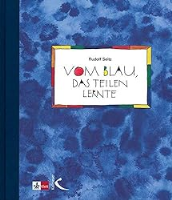 Rudolf Seitz
VOM BLAU,
DAS TEILEN
LERNTE